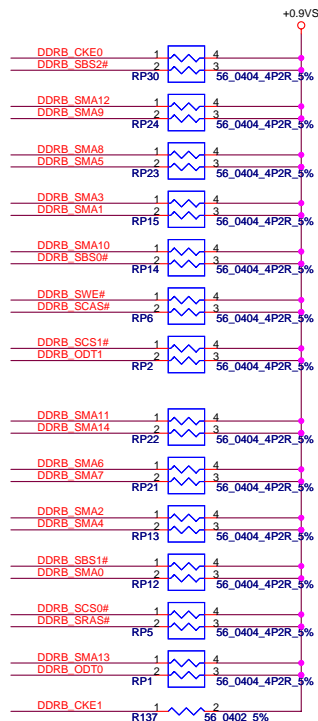 +0.9VS
DDRB_CKE0 1 4
DDRB_SBS2# 2 3
RP30 56_0404_4P2R_5%
DDRB_SMA12 1 4
DDRB_SMA9 2 3
RP24 56_0404_4P2R_5%
DDRB_SMA8 1 4
DDRB_SMA5 2 3
RP23 56_0404_4P2R_5%
DDRB_SMA3 1 4
DDRB_SMA1 2 3
RP15 56_0404_4P2R_5%
DDRB_SMA10 1 4
DDRB_SBS0# 2 3
RP14 56_0404_4P2R_5%
DDRB_SWE# 1 4
DDRB_SCAS# 2 3
RP6 56_0404_4P2R_5%
DDRB_SCS1# 1 4
DDRB_ODT1 2 3
RP2 56_0404_4P2R_5%
DDRB_SMA11 1 4
DDRB_SMA14 2 3
RP22 56_0404_4P2R_5%
DDRB_SMA6 1 4
DDRB_SMA7 2 3
RP21 56_0404_4P2R_5%
DDRB_SMA2 1 4
DDRB_SMA4 2 3
RP13 56_0404_4P2R_5%
DDRB_SBS1# 1 4
DDRB_SMA0 2 3
RP12 56_0404_4P2R_5%
DDRB_SCS0# 1 4
DDRB_SRAS# 2 3
RP5 56_0404_4P2R_5%
DDRB_SMA13 1 4
DDRB_ODT0 2 3
RP1 56_0404_4P2R_5%
DDRB_CKE1 1 2
R137 56_0402_5%